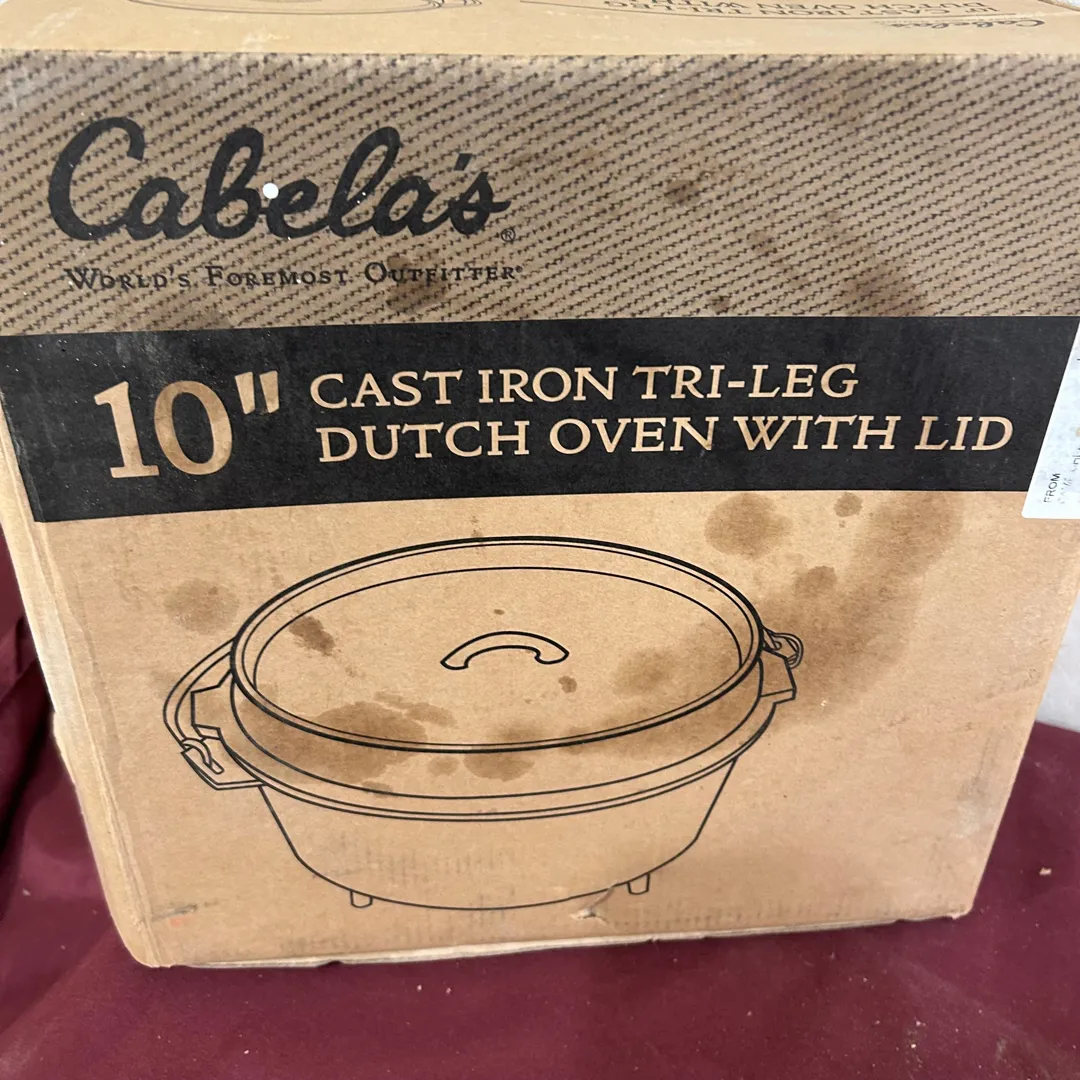 Cabela's®
World's Foremost Outfitter®
10" CAST IRON TRI-LEG
DUTCH OVEN WITH LID
FROM